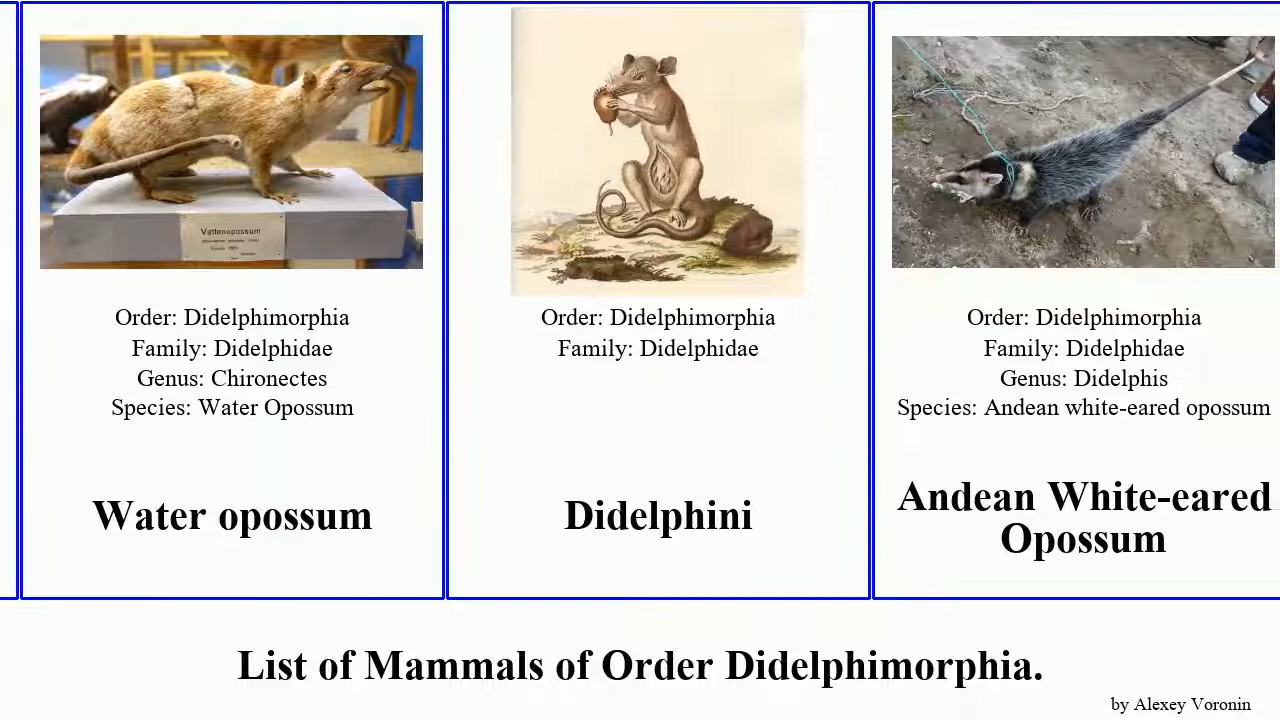 Vattenopossum
Order: Didelphimorphia
Family: Didelphidae
Genus: Chironectes
Species: Water Opossum
Water opossum
Order: Didelphimorphia
Family: Didelphidae
Didelphini
Order: Didelphimorphia
Family: Didelphidae
Genus: Didelphis
Species: Andean white-eared opossum
Andean White-eared
Opossum
List of Mammals of Order Didelphimorphia.
by Alexey Voronin